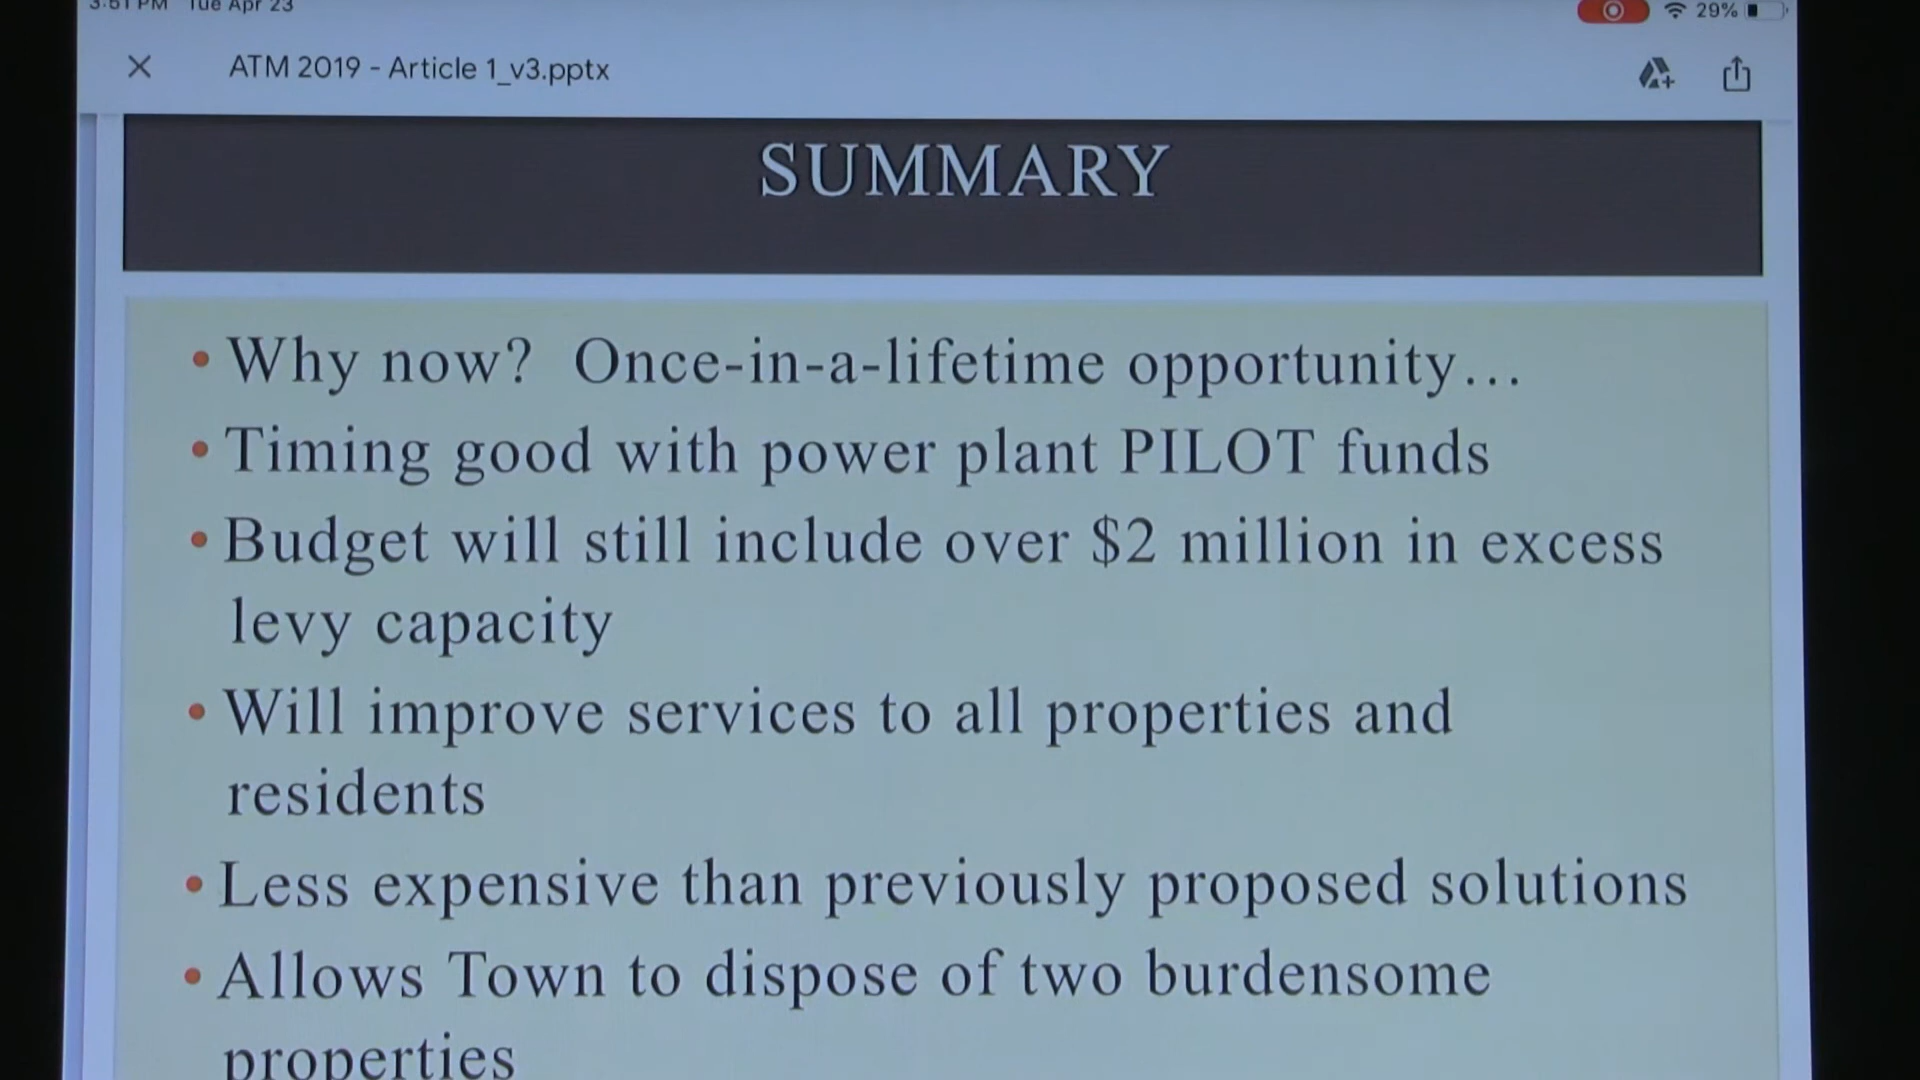 3:51 PM Tue Apr 23
29%
ATM 2019 - Article 1_v3.pptx
SUMMARY
• Why now? Once-in-a-lifetime opportunity...
• Timing good with power plant PILOT funds
• Budget will still include over $2 million in excess
levy capacity
• Will improve services to all properties and
residents
• Less expensive than previously proposed solutions
• Allows Town to dispose of two burdensome
properties